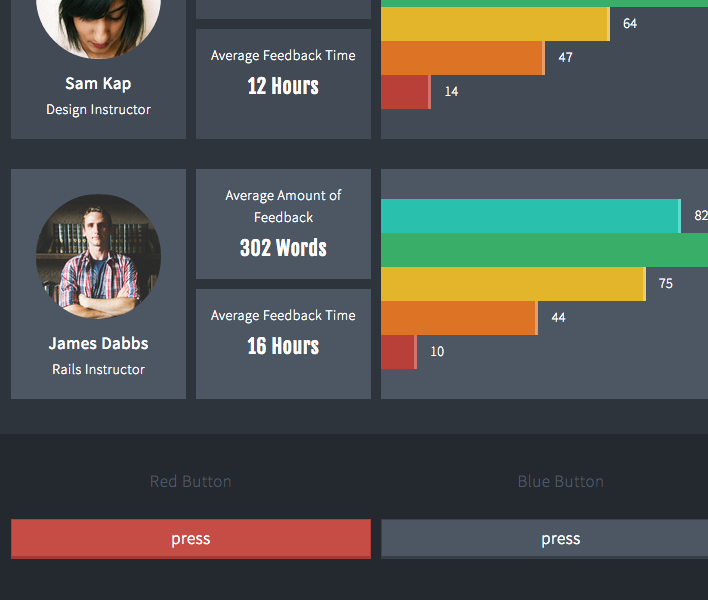 Sam Kap
Design Instructor
Average Feedback Time
12 Hours
64
47
14
James Dabbs
Rails Instructor
Average Amount of
Feedback
302 Words
Average Feedback Time
16 Hours
82
75
44
10
Red Button
Blue Button
press
press